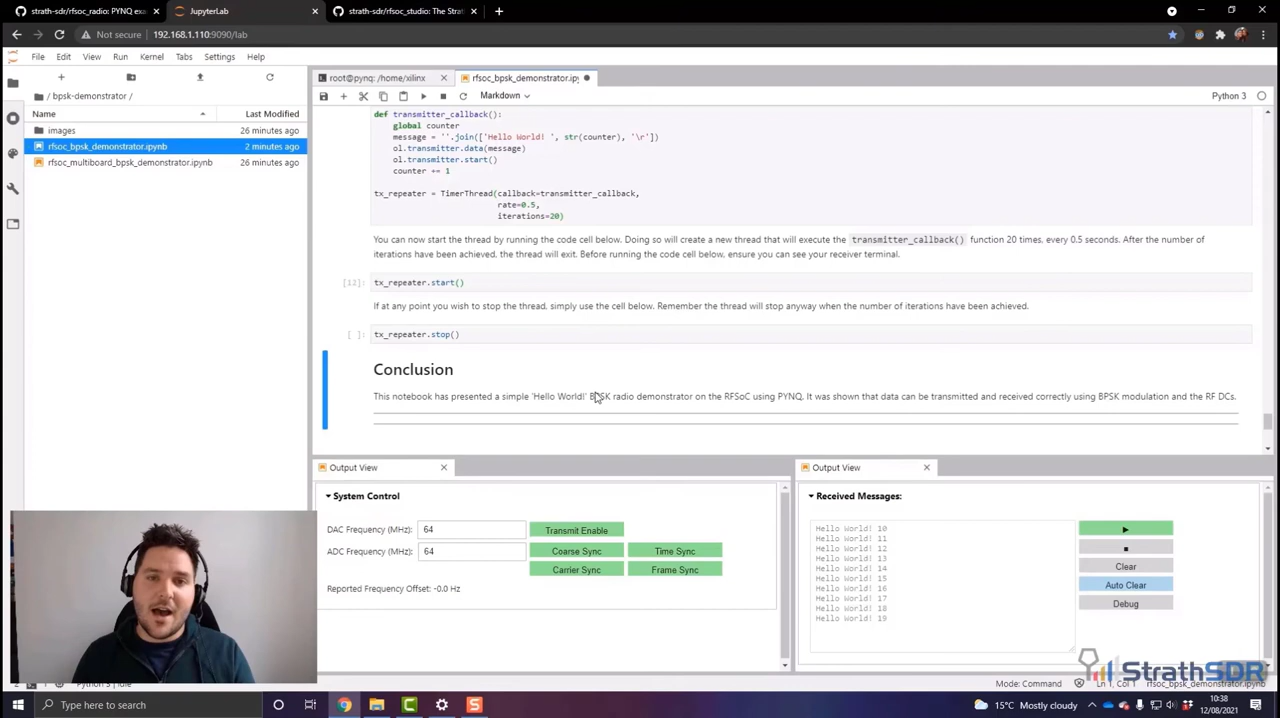 strath-sdr/rfsoc_radio: PYNQ exa
JupyterLab
strath-sdr/rfsoc_studio: The Strat
Not secure 192.168.1.110:9090/lab
File Edit View Run Kernel Tabs Settings Help
root@pynq: /home/xilinx
rfsoc_bpsk_demonstrator.ipy
/ bpsk-demonstrator /
Markdown
Python 3
Name Last Modified
images 26 minutes ago
rfsoc_bpsk_demonstrator.ipynb 2 minutes ago
rfsoc_multiboard_bpsk_demonstrator.ipynb 26 minutes ago
def transmitter_callback():
global counter
message = ''.join(['Hello World! ', str(counter), '\r'])
ol.transmitter.data(message)
ol.transmitter.start()
counter += 1
tx_repeater = TimerThread(callback=transmitter_callback,
rate=0.5,
iterations=20)
You can now start the thread by running the code cell below. Doing so will create a new thread that will execute the transmitter_callback() function 20 times, every 0.5 seconds. After the number of
iterations have been achieved, the thread will exit. Before running the code cell below, ensure you can see your receiver terminal.
[12]: tx_repeater.start()
If at any point you wish to stop the thread, simply use the cell below. Remember the thread will stop anyway when the number of iterations have been achieved.
[ ]: tx_repeater.stop()
Conclusion
This notebook has presented a simple 'Hello World!' BPSK radio demonstrator on the RFSoC using PYNQ. It was shown that data can be transmitted and received correctly using BPSK modulation and the RF DCs.
Output View
System Control
DAC Frequency (MHz): 64 Transmit Enable
ADC Frequency (MHz): 64 Coarse Sync Time Sync
Carrier Sync Frame Sync
Reported Frequency Offset: -0.0 Hz
Output View
Received Messages:
Hello World! 10
Hello World! 11
Hello World! 12
Hello World! 13
Hello World! 14
Hello World! 15
Hello World! 16
Hello World! 17
Hello World! 18
Hello World! 19
Clear
Auto Clear
Debug
StrathSDR
Mode: Command Ln 1, Col 1 rfsoc_bpsk_demonstrator.ipynb
Type here to search
15°C Mostly cloudy
10:38
12/08/2021